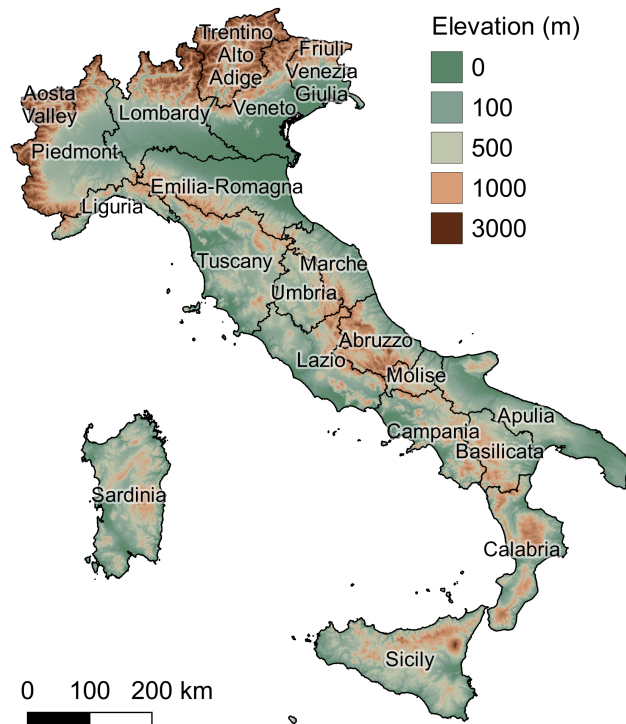 Elevation (m)
0
100
500
1000
3000
Trentino
Alto
Adige
Friuli
Venezia
Giulia
Aosta
Valley
Lombardy
Veneto
Piedmont
Emilia-Romagna
Liguria
Tuscany
Marche
Umbria
Abruzzo
Lazio
Molise
Apulia
Campania
Basilicata
Sardinia
Calabria
Sicily
0 100 200 km